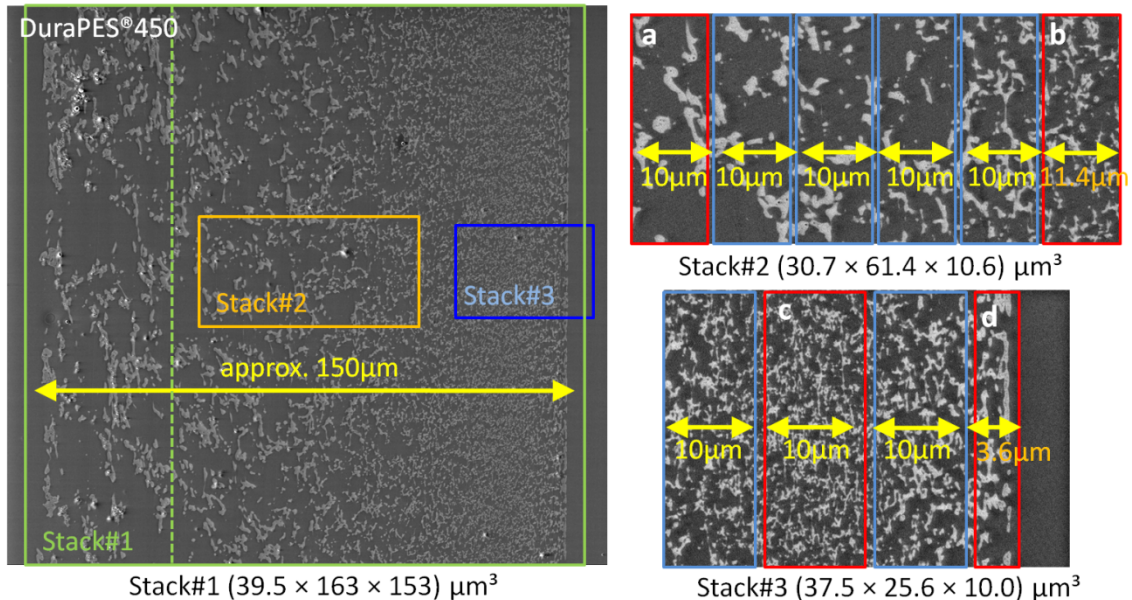 DuraPES®450
Stack#2
Stack#3
approx. 150µm
Stack#1
Stack#1 (39.5 × 163 × 153) µm³
a
b
10µm 10µm 10µm 10µm 10µm 11.4µm
Stack#2 (30.7 × 61.4 × 10.6) µm³
c
d
10µm 10µm 10µm 3.6µm
Stack#3 (37.5 × 25.6 × 10.0) µm³